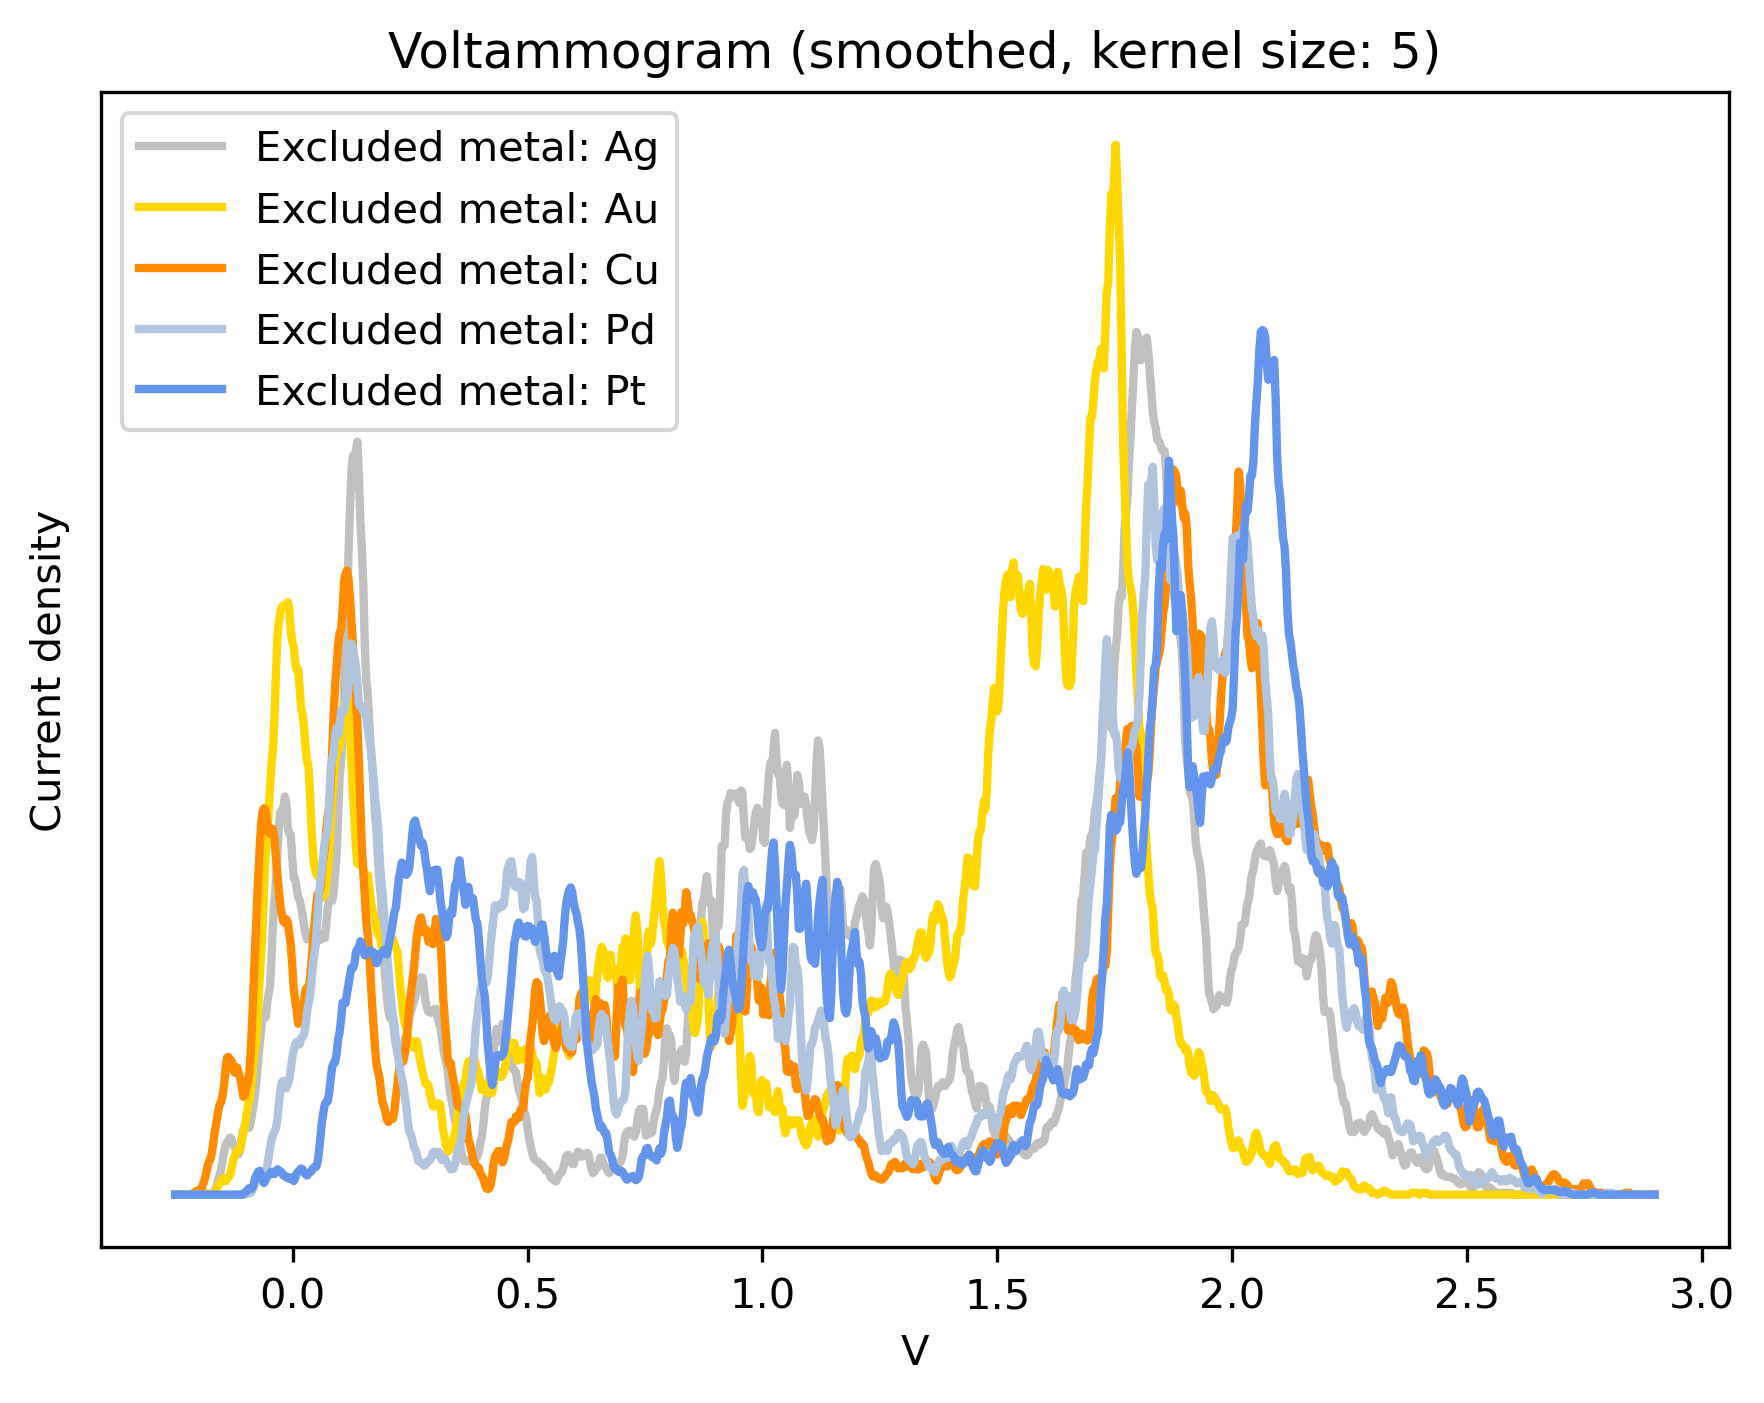 Voltammogram (smoothed, kernel size: 5)
Excluded metal: Ag
Excluded metal: Au
Excluded metal: Cu
Excluded metal: Pd
Excluded metal: Pt
Current density
0.0 0.5 1.0 1.5 2.0 2.5 3.0
V